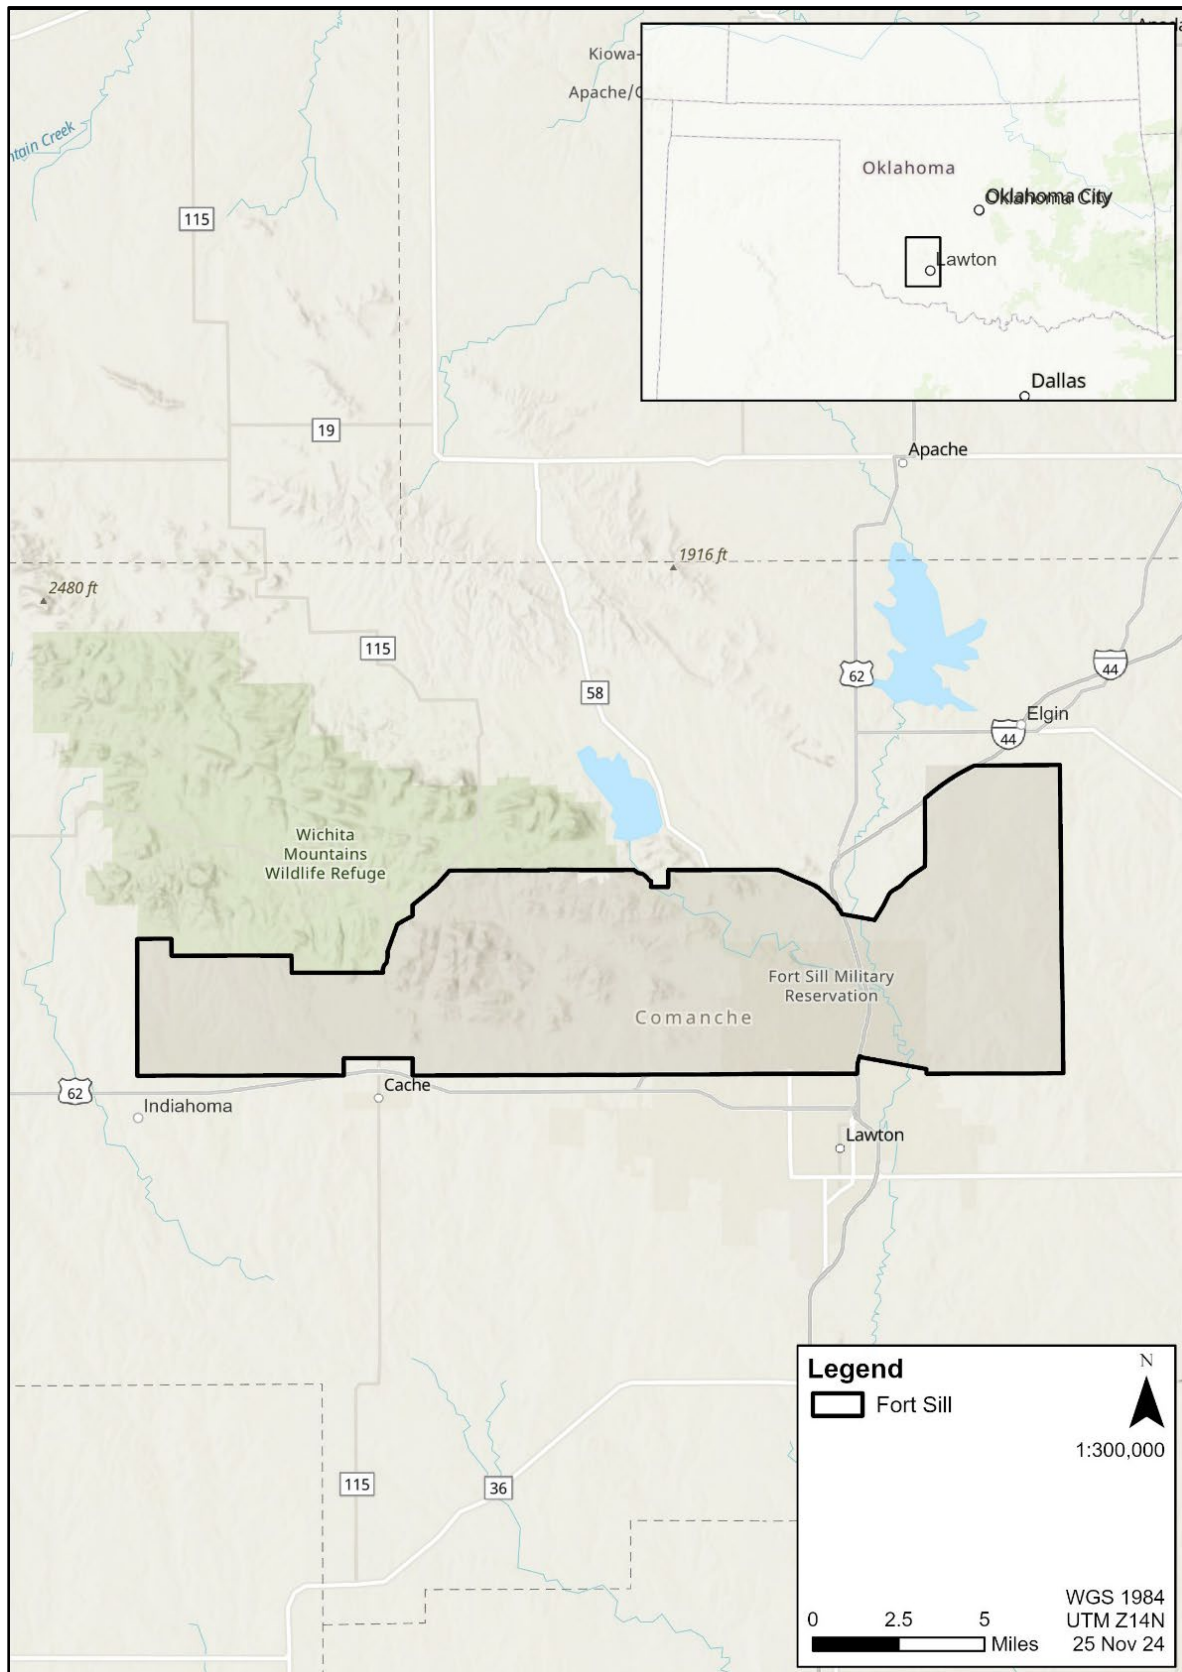 Kiowa-
Apache/
Oklahoma
Oklahoma City
Oklahoma City
Lawton
Dallas
tain Creek
115
19
Apache
1916 ft
2480 ft
115
62
44
58
Elgin
44
Wichita
Mountains
Wildlife Refuge
Fort Sill Military
Reservation
Comanche
62
Cache
Indiahoma
Lawton
Legend
N
Fort Sill
1:300,000
115
36
WGS 1984
0 2.5 5
UTM Z14N
Miles
25 Nov 24